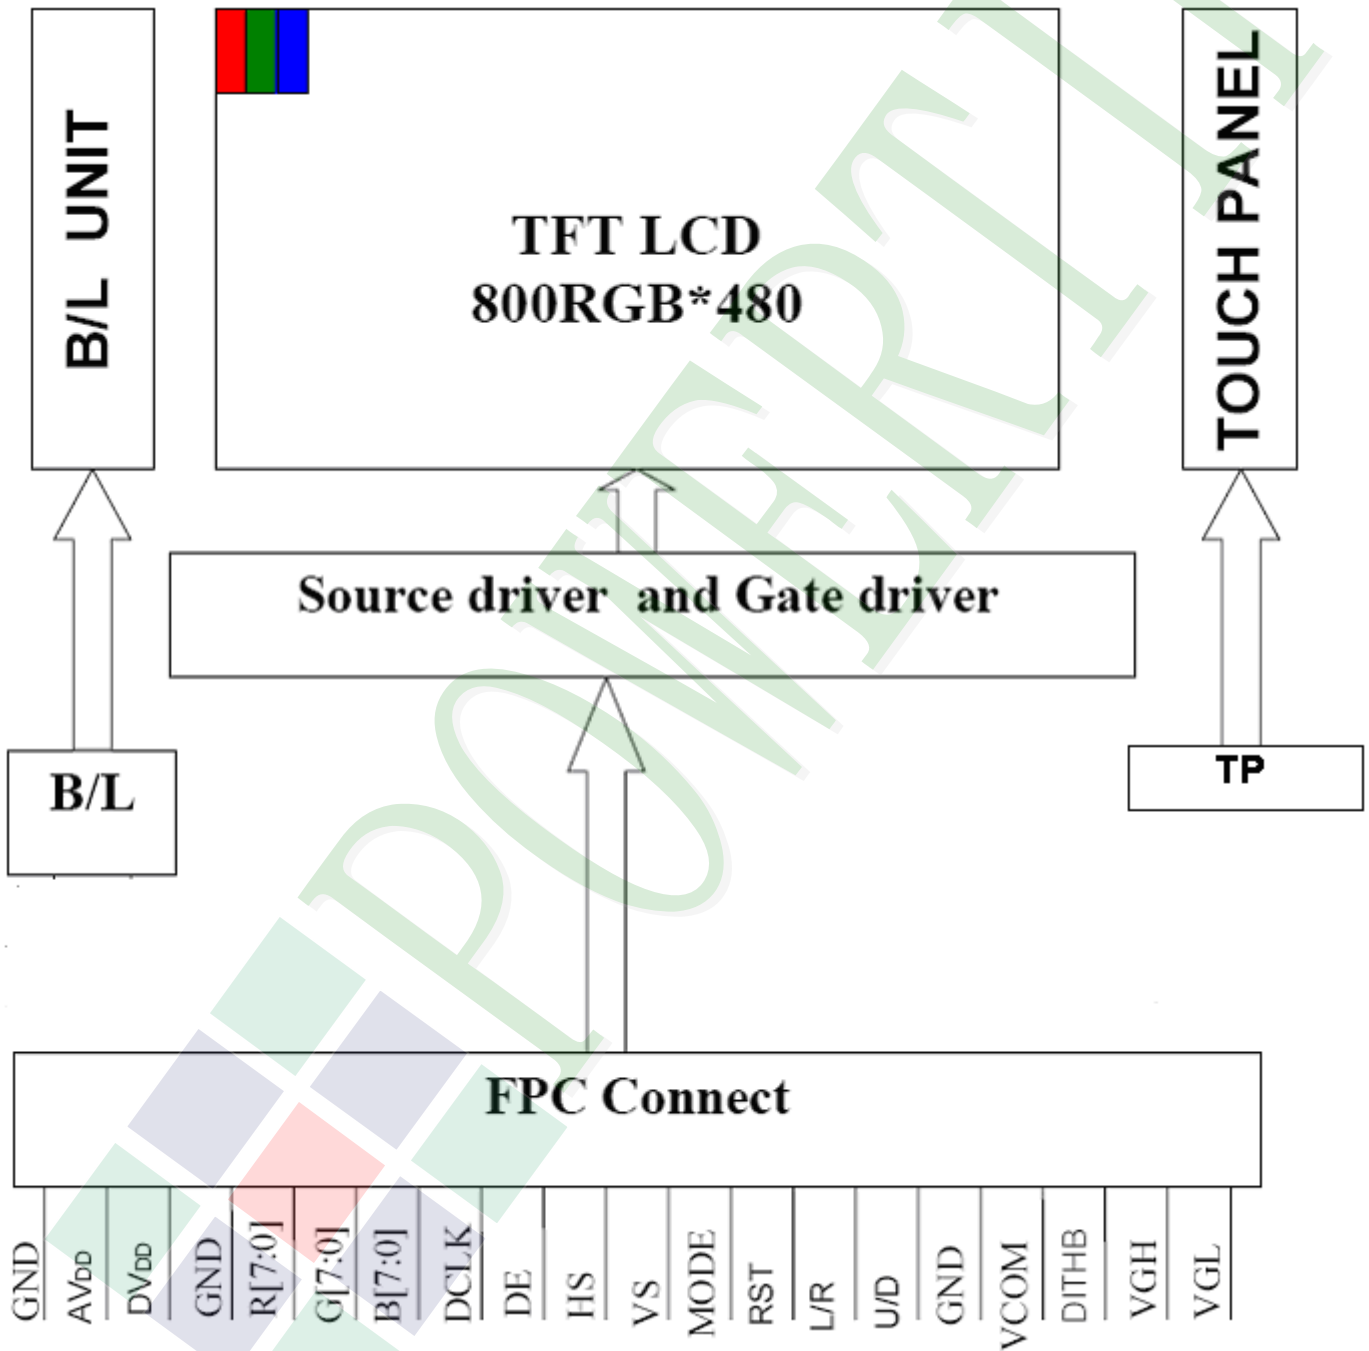 B/L UNIT
TFT LCD
800RGB*480
TOUCH PANEL
Source driver and Gate driver
B/L
TP
FPC Connect
GND
AVDD
DVDD
GND
R[7:0]
G[7:0]
B[7:0]
DCLK
DE
HS
VS
MODE
RST
L/R
U/D
GND
VCOM
DITHB
VGH
VGL
POWERTI